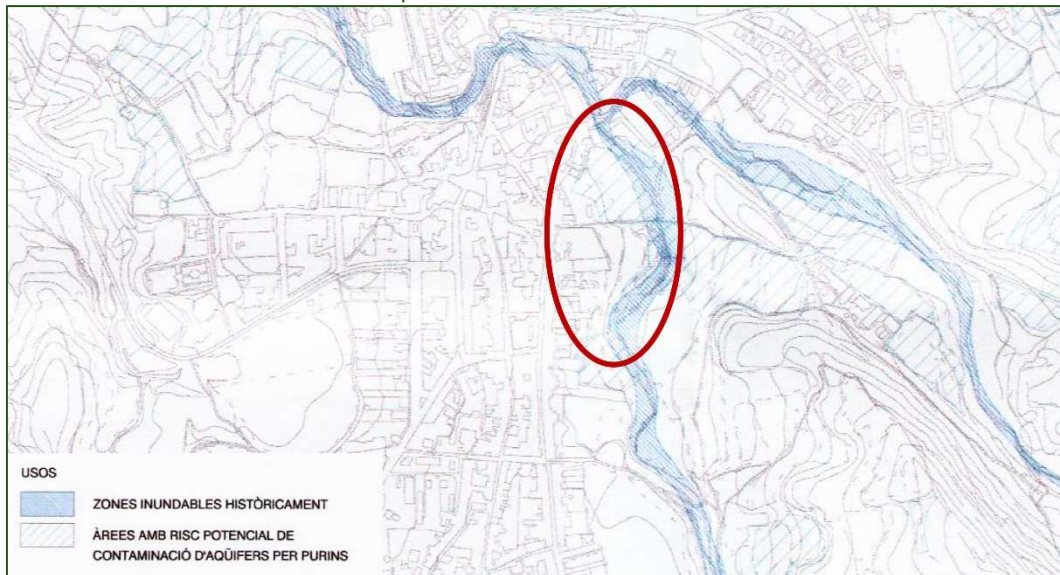 USOS
ZONES INUNDABLES HISTÒRICAMENT
ÀREES AMB RISC POTENCIAL DE
CONTAMINACIÓ D'AQÜIFERS PER PURINS